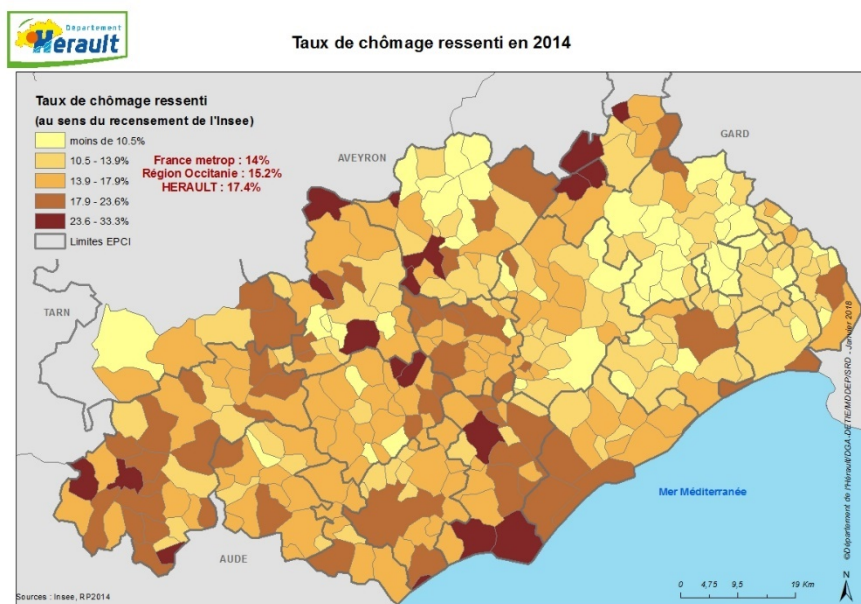 Département
Hérault
Taux de chômage ressenti en 2014
Taux de chômage ressenti
(au sens du recensement de l'Insee)
moins de 10.5%
10.5 - 13.9%
13.9 - 17.9%
17.9 - 23.6%
23.6 - 33.3%
Limites EPCI
France metrop : 14%
Région Occitanie : 15.2%
HERAULT : 17.4%
AVEYRON
GARD
TARN
AUDE
Mer Méditerranée
©Département de l'Hérault/DGA-DETIE/MODEP/SRO - Janvier 2018
0 4,75 9,5 19 Km
N
Sources : Insee, RP2014